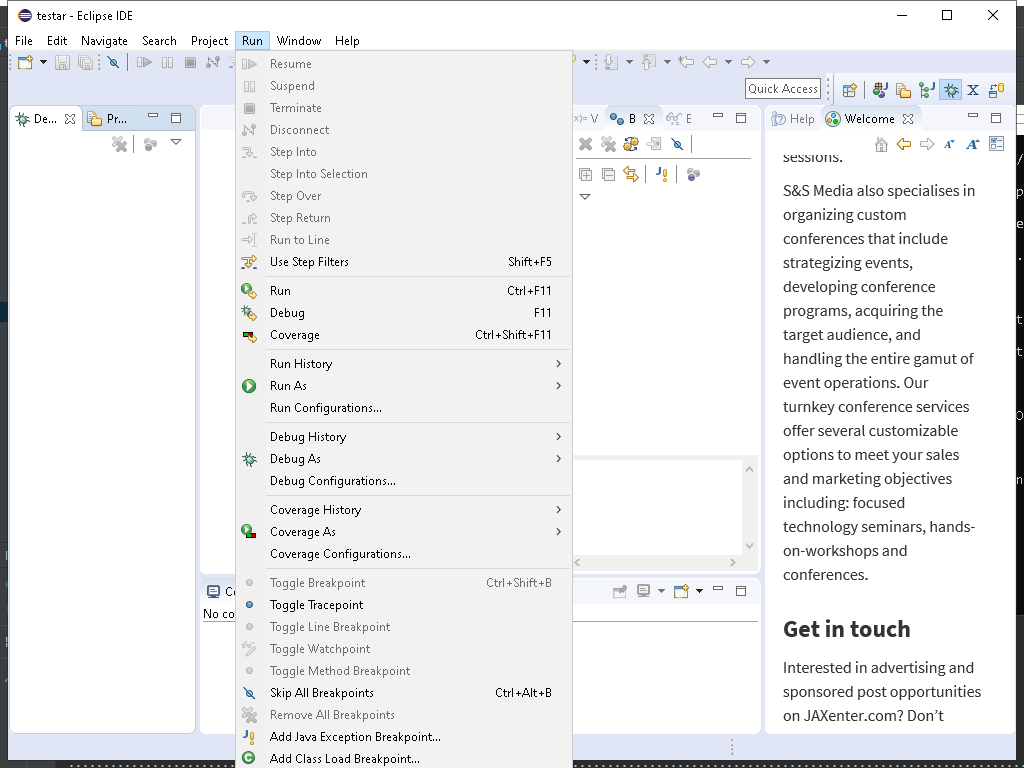 testar - Eclipse IDE
File Edit Navigate Search Project Run Window Help
Quick Access
De... Pr...
Resume
Suspend
Terminate
Disconnect
Step Into
Step Into Selection
Step Over
Step Return
Run to Line
Use Step Filters Shift+F5
Run Ctrl+F11
Debug F11
Coverage Ctrl+Shift+F11
Run History
Run As
Run Configurations...
Debug History
Debug As
Debug Configurations...
Coverage History
Coverage As
Coverage Configurations...
Toggle Breakpoint Ctrl+Shift+B
Toggle Tracepoint
Toggle Line Breakpoint
Toggle Watchpoint
Toggle Method Breakpoint
Skip All Breakpoints Ctrl+Alt+B
Remove All Breakpoints
Add Java Exception Breakpoint...
Add Class Load Breakpoint...
No co
(x)= V B E
Help Welcome
sessions.
S&S Media also specialises in
organizing custom
conferences that include
strategizing events,
developing conference
programs, acquiring the
target audience, and
handling the entire gamut of
event operations. Our
turnkey conference services
offer several customizable
options to meet your sales
and marketing objectives
including: focused
technology seminars, hands-
on-workshops and
conferences.
Get in touch
Interested in advertising and
sponsored post opportunities
on JAXenter.com? Don't